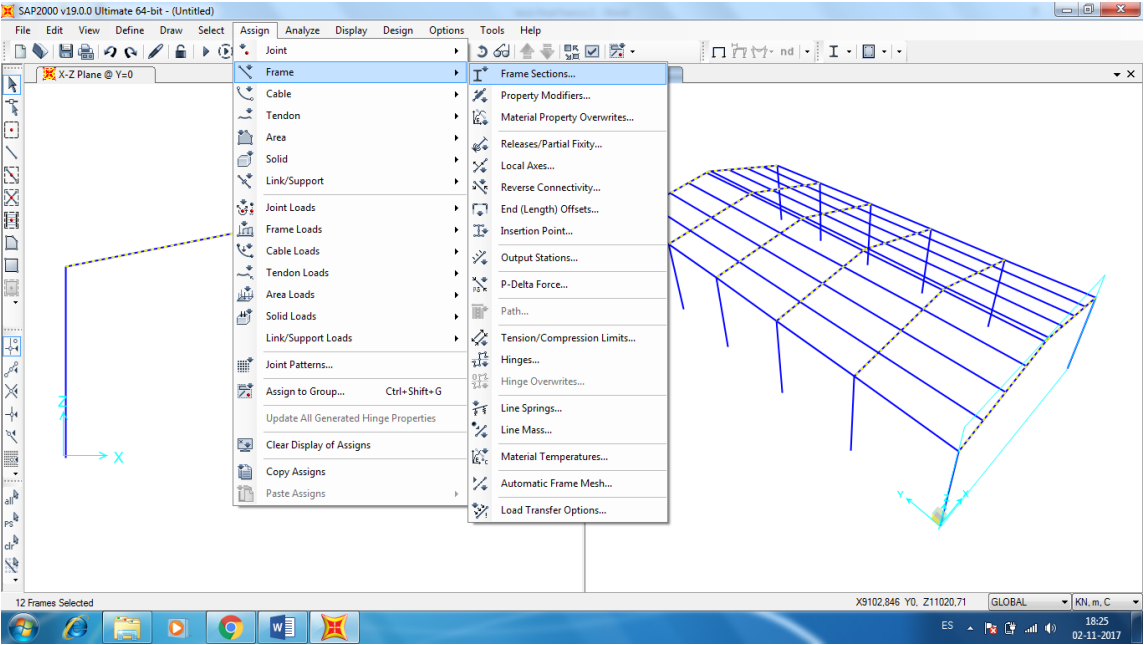 SAP2000 v19.0.0 Ultimate 64-bit - (Untitled)
File Edit View Define Draw Select Assign Analyze Display Design Options Tools Help
nd
X-Z Plane @ Y=0
Joint
Frame
Cable
Tendon
Area
Solid
Link/Support
Joint Loads
Frame Loads
Cable Loads
Tendon Loads
Area Loads
Solid Loads
Link/Support Loads
Joint Patterns...
Assign to Group... Ctrl+Shift+G
Update All Generated Hinge Properties
Clear Display of Assigns
Copy Assigns
Paste Assigns
Frame Sections...
Property Modifiers...
Material Property Overwrites...
Releases/Partial Fixity...
Local Axes...
Reverse Connectivity...
End (Length) Offsets...
Insertion Point...
Output Stations...
P-Delta Force...
Path...
Tension/Compression Limits...
Hinges...
Hinge Overwrites...
Line Springs...
Line Mass...
Material Temperatures...
Automatic Frame Mesh...
Load Transfer Options...
Z
X
Y
Z
X
all
PS
clr
12 Frames Selected
X9102,846 Y0, Z11020,71
GLOBAL
KN, m, C
ES
18:25
02-11-2017